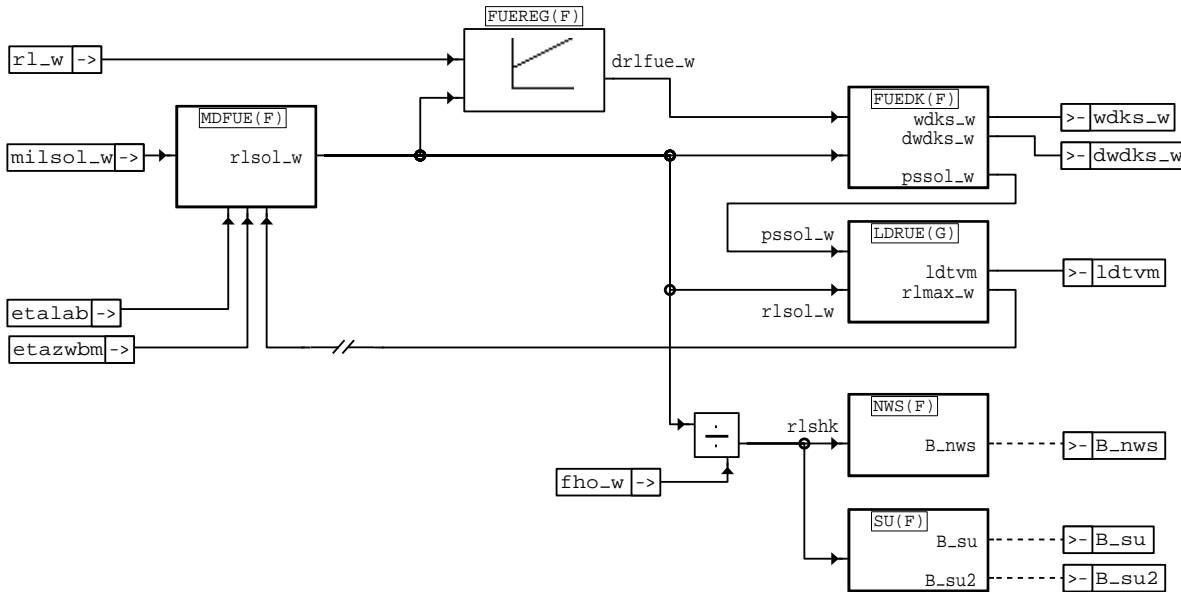 FUEREG(F)
rl_w ->
drlfue_w
MDFUE(F)
rlsol_w
milsol_w ->
FUEDK(F)
wdks_w
dwdks_w
pssol_w
>- wdks_w
>- dwdks_w
pssol_w
LDRUE(G)
ldtvm
rlmax_w
>- ldtvm
rlsol_w
etalab ->
etazwbm ->
rlshk
NWS(F)
B_nws
>- B_nws
fho_w ->
SU(F)
B_su
>- B_su
B_su2
>- B_su2